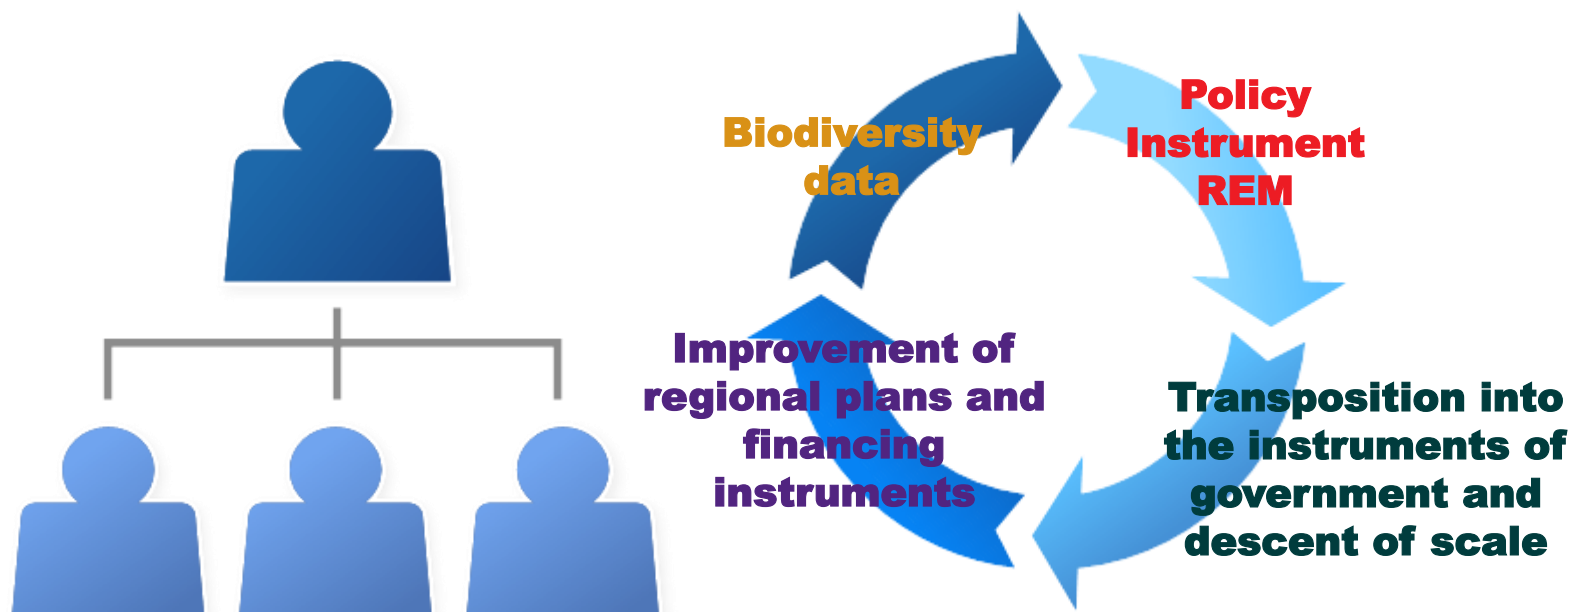 Biodiversity
data
Policy
Instrument
REM
Transposition into
the instruments of
government and
descent of scale
Improvement of
regional plans and
financing
instruments